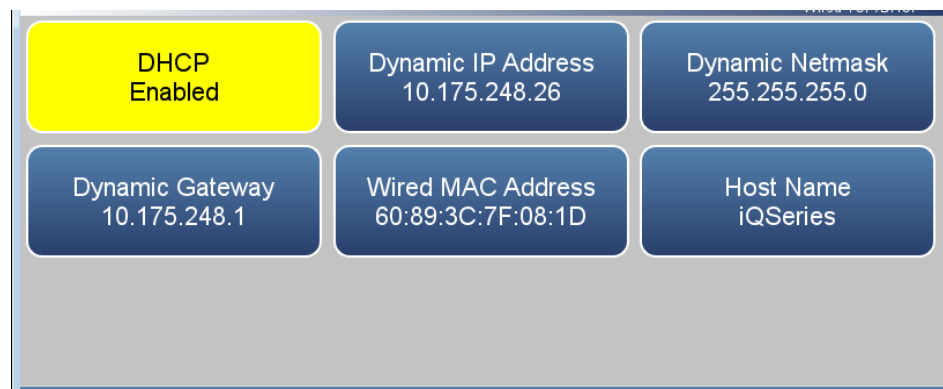 DHCP
Enabled
Dynamic IP Address
10.175.248.26
Dynamic Netmask
255.255.255.0
Dynamic Gateway
10.175.248.1
Wired MAC Address
60:89:3C:7F:08:1D
Host Name
iQSeries